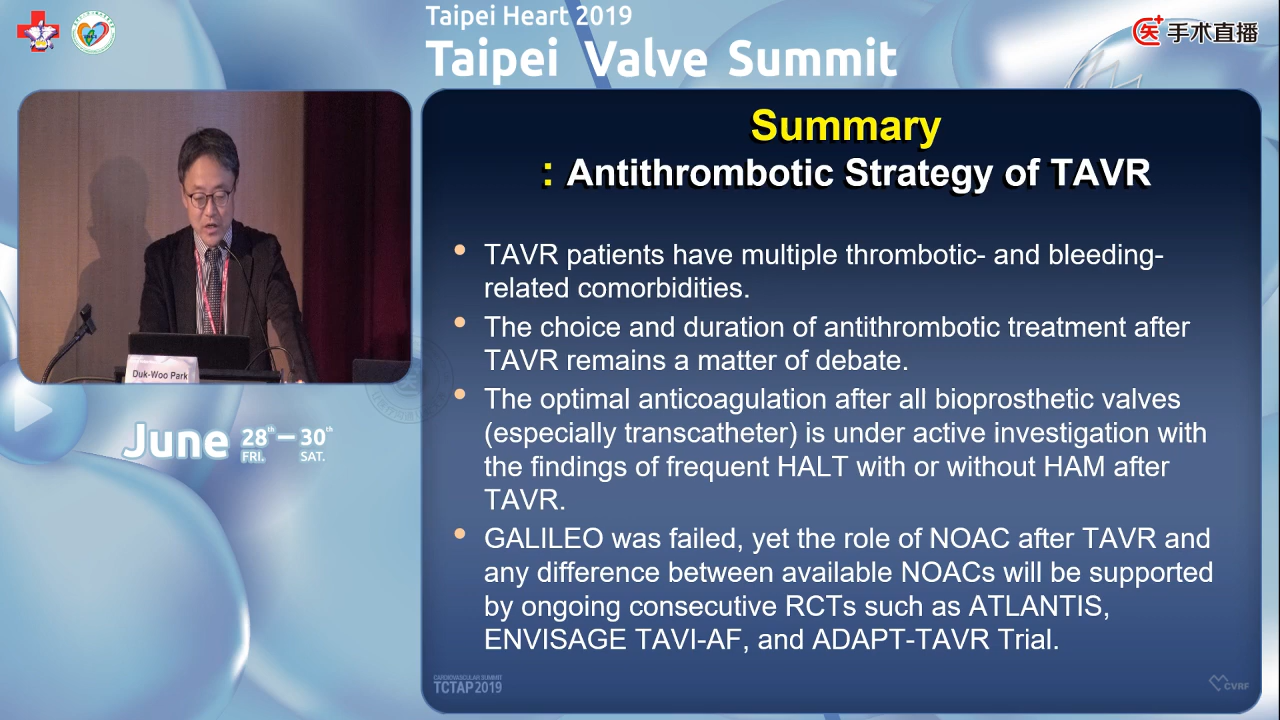 Taipei Heart 2019
Taipei Valve Summit
手术直播
Summary
: Antithrombotic Strategy of TAVR
• TAVR patients have multiple thrombotic- and bleeding-
related comorbidities.
• The choice and duration of antithrombotic treatment after
TAVR remains a matter of debate.
• The optimal anticoagulation after all bioprosthetic valves
(especially transcatheter) is under active investigation with
the findings of frequent HALT with or without HAM after
TAVR.
• GALILEO was failed, yet the role of NOAC after TAVR and
any difference between available NOACs will be supported
by ongoing consecutive RCTs such as ATLANTIS,
ENVISAGE TAVI-AF, and ADAPT-TAVR Trial.
Duk-Woo Park
June 28th — 30th
FRI. SAT.
CARDIOVASCULAR SUMMIT
TCTAP2019
CVRF